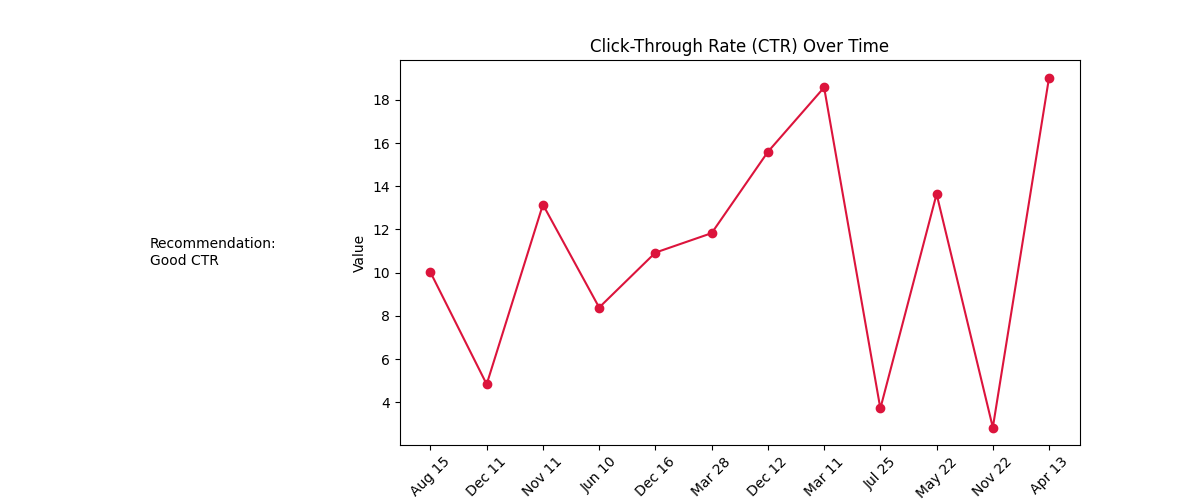 Click-Through Rate (CTR) Over Time
Recommendation:
Good CTR
Value
18
16
14
12
10
8
6
4
Aug 15
Dec 11
Nov 11
Jun 10
Dec 16
Mar 28
Dec 12
Mar 11
Jul 25
May 22
Nov 22
Apr 13